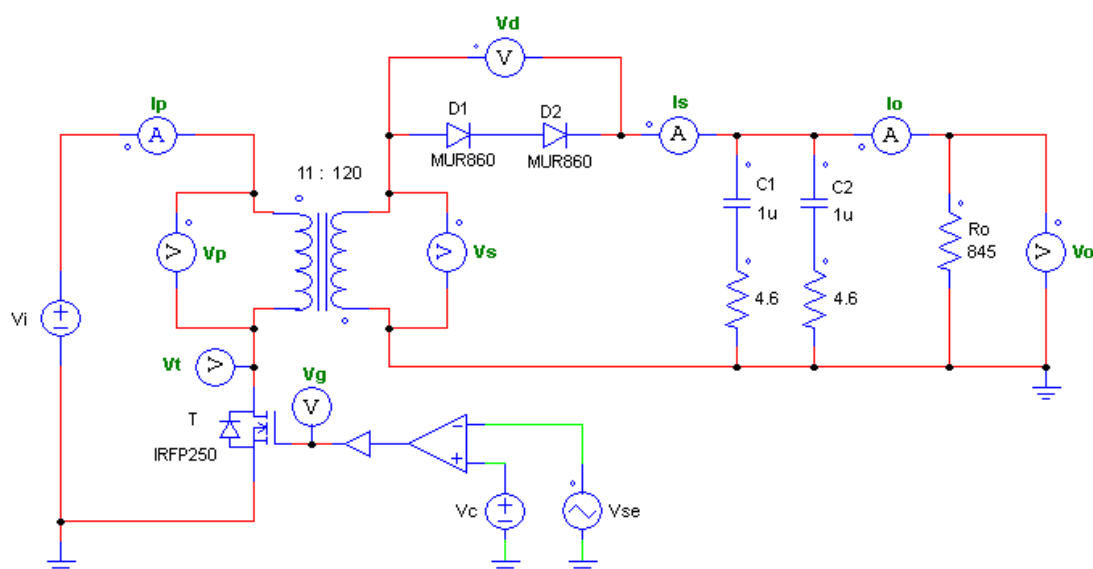 Vd
D1
D2
MUR860
MUR860
V
Ip
A
Is
A
Io
A
11 : 120
C1
1u
C2
1u
Ro
845
V
Vp
V
Vs
V
Vo
4.6
4.6
Vi
Vt
V
Vg
V
T
IRFP250
Vc
Vse